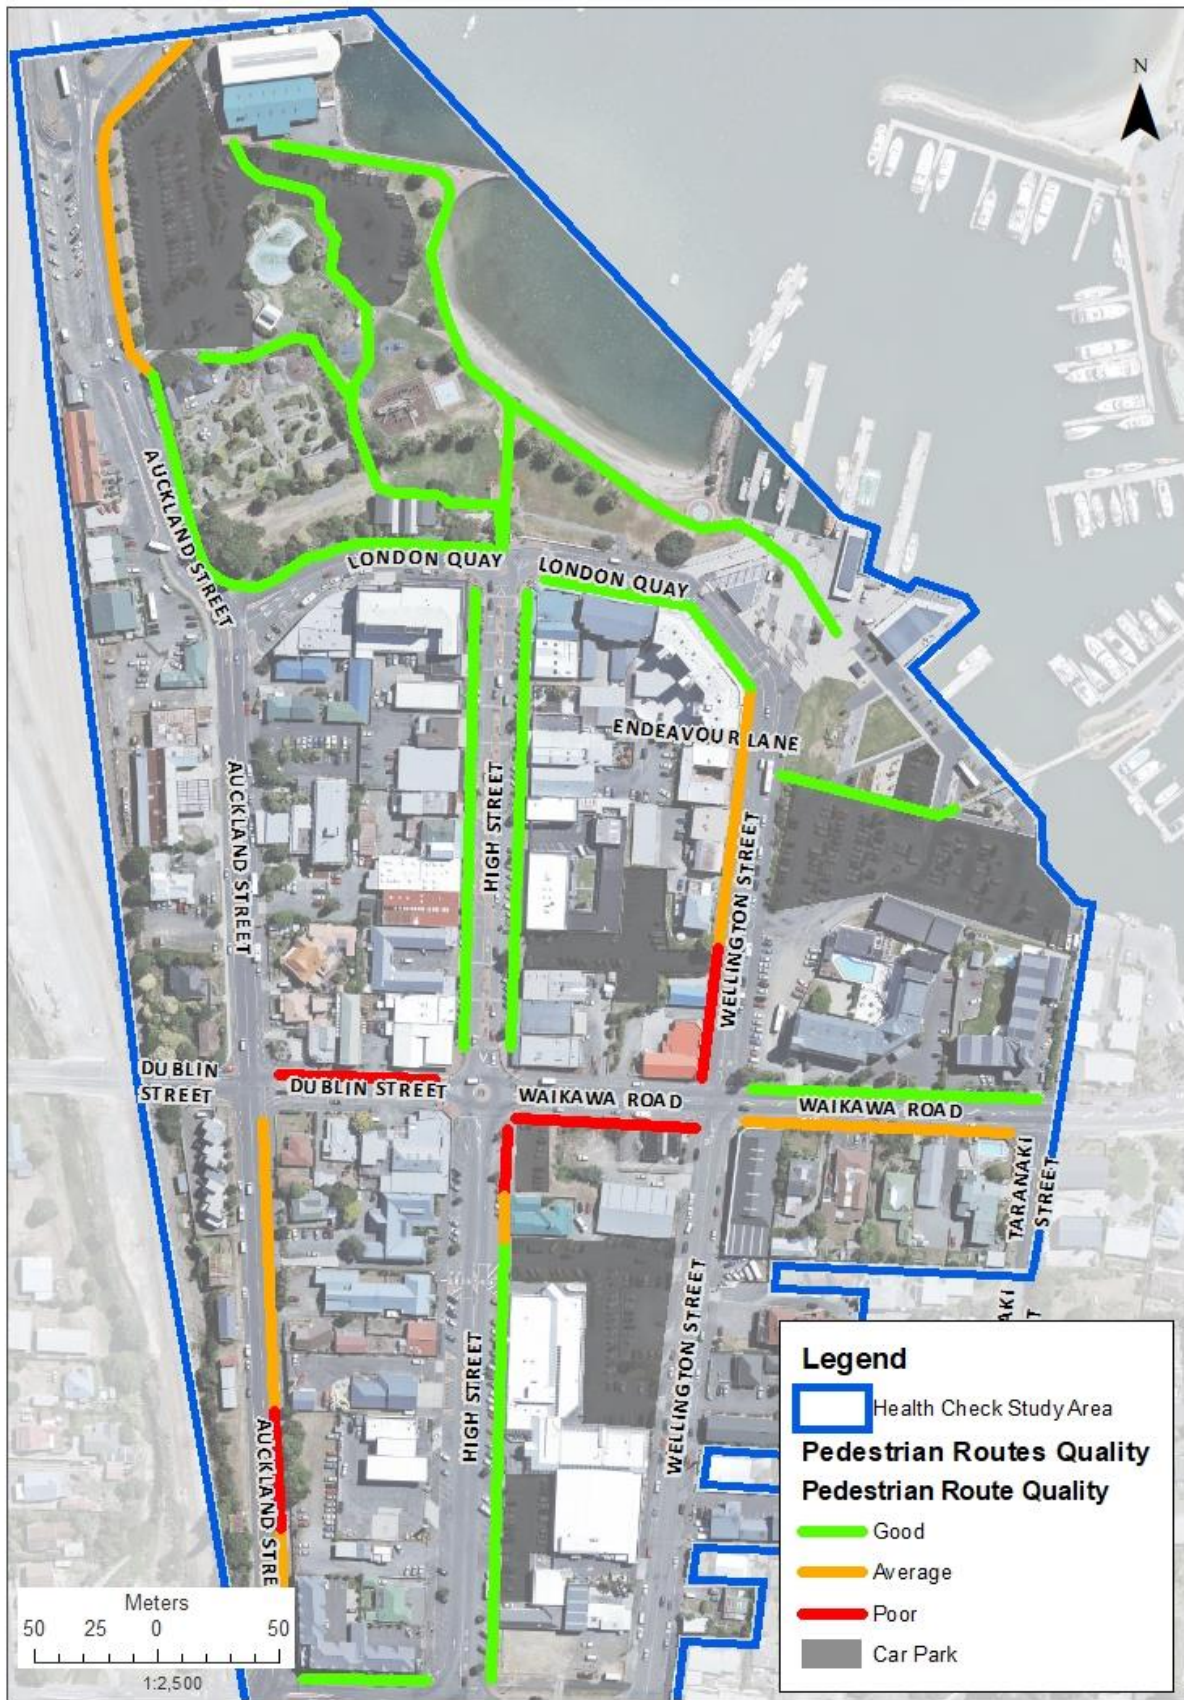 N
AUCKLAND STREET
LONDON QUAY
LONDON QUAY
ENDEAVOUR LANE
AUCKLAND STREET
HIGH STREET
WELLINGTON STREET
DUBLIN
STREET
DUBLIN STREET
WAIKAWA ROAD
WAIKAWA ROAD
TARANAKI
STREET
AKI
T
WELLINGTON STREET
HIGH STREET
AUCKLAND STRE
Legend
Health Check Study Area
Pedestrian Routes Quality
Pedestrian Route Quality
Good
Average
Poor
Car Park
Meters
50 25 0 50
1:2,500